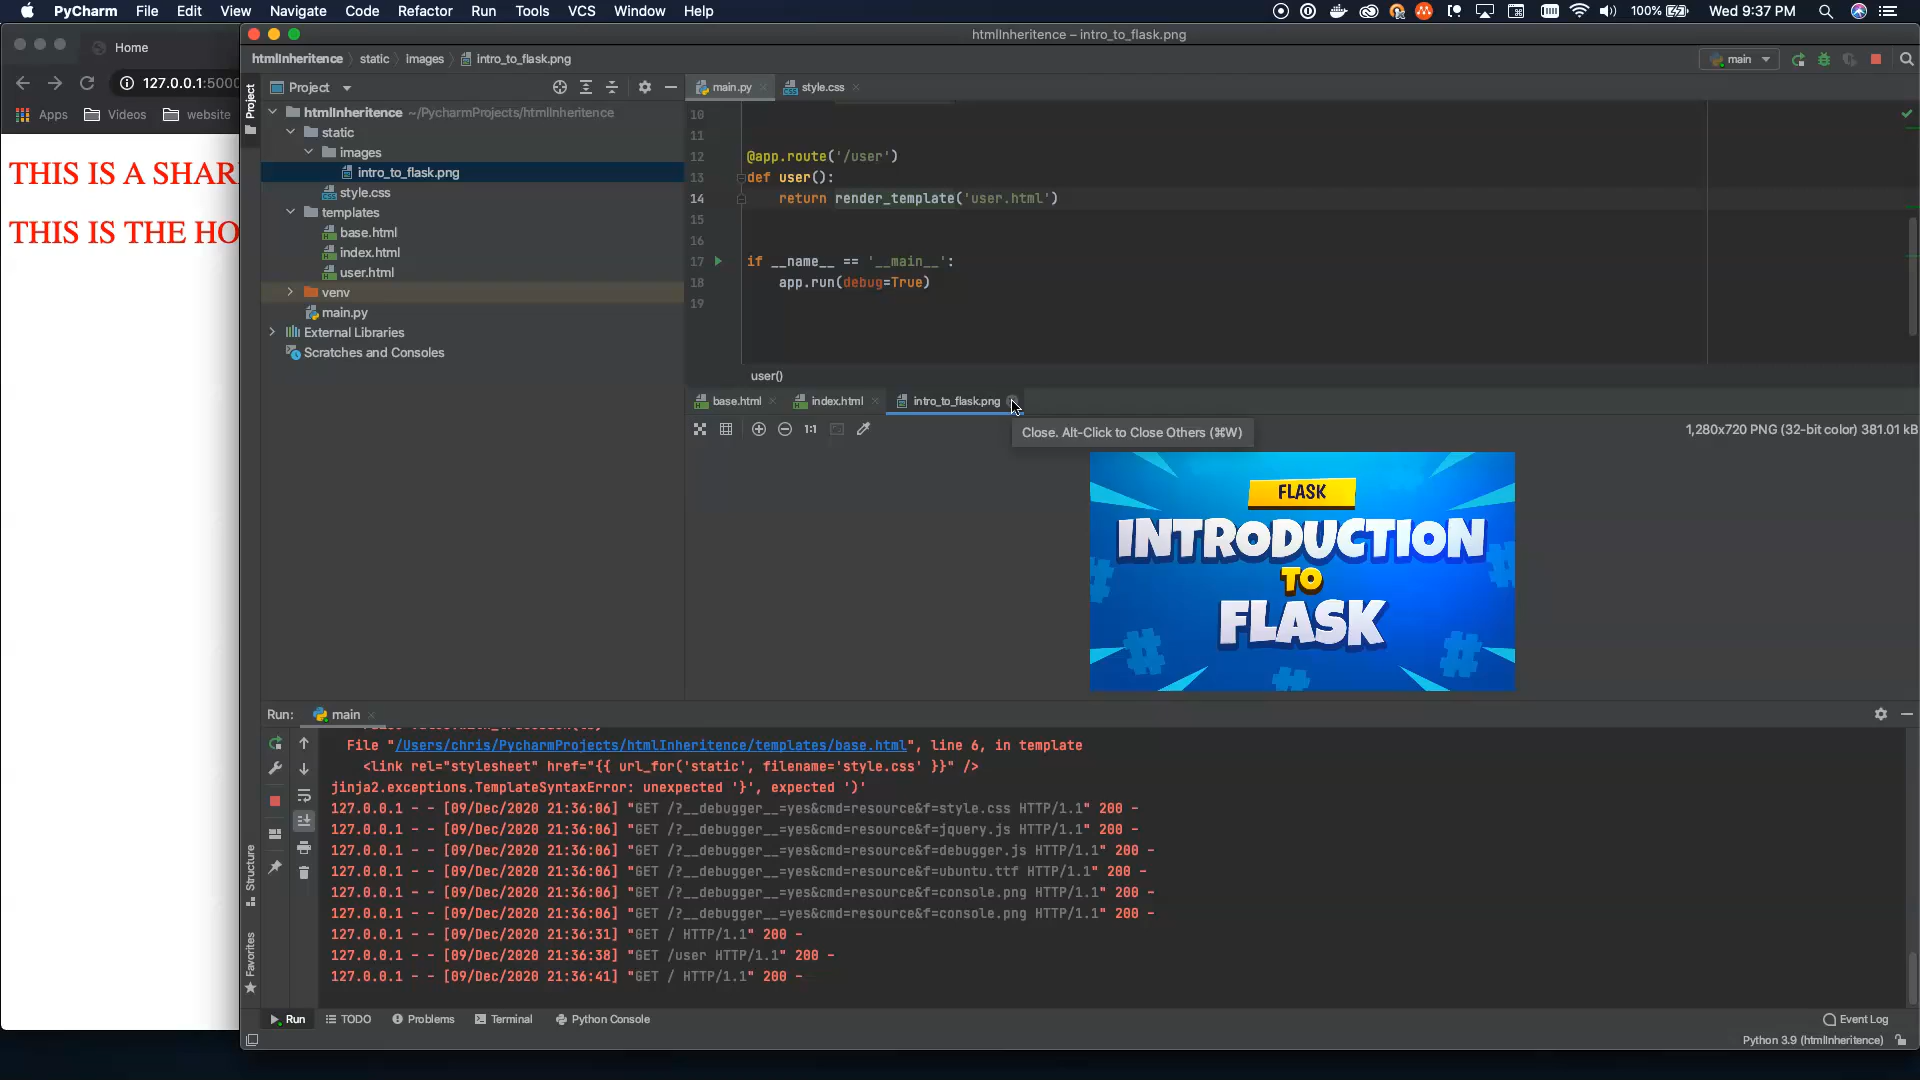 PyCharm File Edit View Navigate Code Refactor Run Tools VCS Window Help
100% Wed 9:37 PM
Home
127.0.0.1:5000
Apps Videos website
THIS IS A SHAR
THIS IS THE HO
htmlInheritence – intro_to_flask.png
htmlInheritence static images intro_to_flask.png
main
Project
Project
htmlInheritence ~/PycharmProjects/htmlInheritence
static
images
intro_to_flask.png
style.css
templates
base.html
index.html
user.html
venv
main.py
External Libraries
Scratches and Consoles
main.py style.css
10
11
12 @app.route('/user')
13 def user():
14 return render_template('user.html')
15
16
17 if __name__ == '__main__':
18 app.run(debug=True)
19
user()
base.html index.html intro_to_flask.png
1:1
Close. Alt-Click to Close Others (⌘W)
1,280x720 PNG (32-bit color) 381.01 kB
FLASK
INTRODUCTION
TO
FLASK
Run: main
File "/Users/chris/PycharmProjects/htmlInheritence/templates/base.html", line 6, in template
<link rel="stylesheet" href="{{ url_for('static', filename='style.css' }}" />
jinja2.exceptions.TemplateSyntaxError: unexpected '}', expected ')'
127.0.0.1 - - [09/Dec/2020 21:36:06] "GET /?__debugger__=yes&cmd=resource&f=style.css HTTP/1.1" 200 -
127.0.0.1 - - [09/Dec/2020 21:36:06] "GET /?__debugger__=yes&cmd=resource&f=jquery.js HTTP/1.1" 200 -
127.0.0.1 - - [09/Dec/2020 21:36:06] "GET /?__debugger__=yes&cmd=resource&f=debugger.js HTTP/1.1" 200 -
127.0.0.1 - - [09/Dec/2020 21:36:06] "GET /?__debugger__=yes&cmd=resource&f=ubuntu.ttf HTTP/1.1" 200 -
127.0.0.1 - - [09/Dec/2020 21:36:06] "GET /?__debugger__=yes&cmd=resource&f=console.png HTTP/1.1" 200 -
127.0.0.1 - - [09/Dec/2020 21:36:06] "GET /?__debugger__=yes&cmd=resource&f=console.png HTTP/1.1" 200 -
127.0.0.1 - - [09/Dec/2020 21:36:31] "GET / HTTP/1.1" 200 -
127.0.0.1 - - [09/Dec/2020 21:36:38] "GET /user HTTP/1.1" 200 -
127.0.0.1 - - [09/Dec/2020 21:36:41] "GET / HTTP/1.1" 200 -
Structure
Favorites
Run TODO Problems Terminal Python Console
Event Log
Python 3.9 (htmlInheritence)